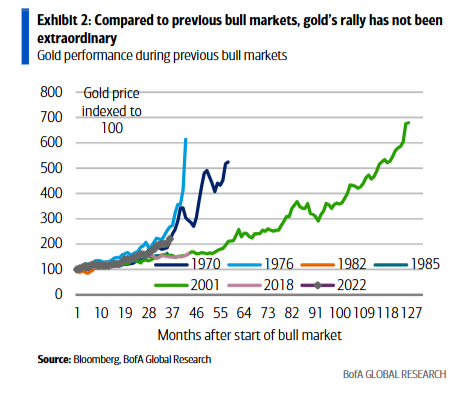 Exhibit 2: Compared to previous bull markets, gold's rally has not been
extraordinary
Gold performance during previous bull markets
800
700
600
500
400
300
200
100
0
Gold price
indexed to
100
1970 1976 1982 1985
2001 2018 2022
1 10 19 28 37 46 55 64 73 82 91 100 109 118 127
Months after start of bull market
Source: Bloomberg, BofA Global Research
BofA GLOBAL RESEARCH